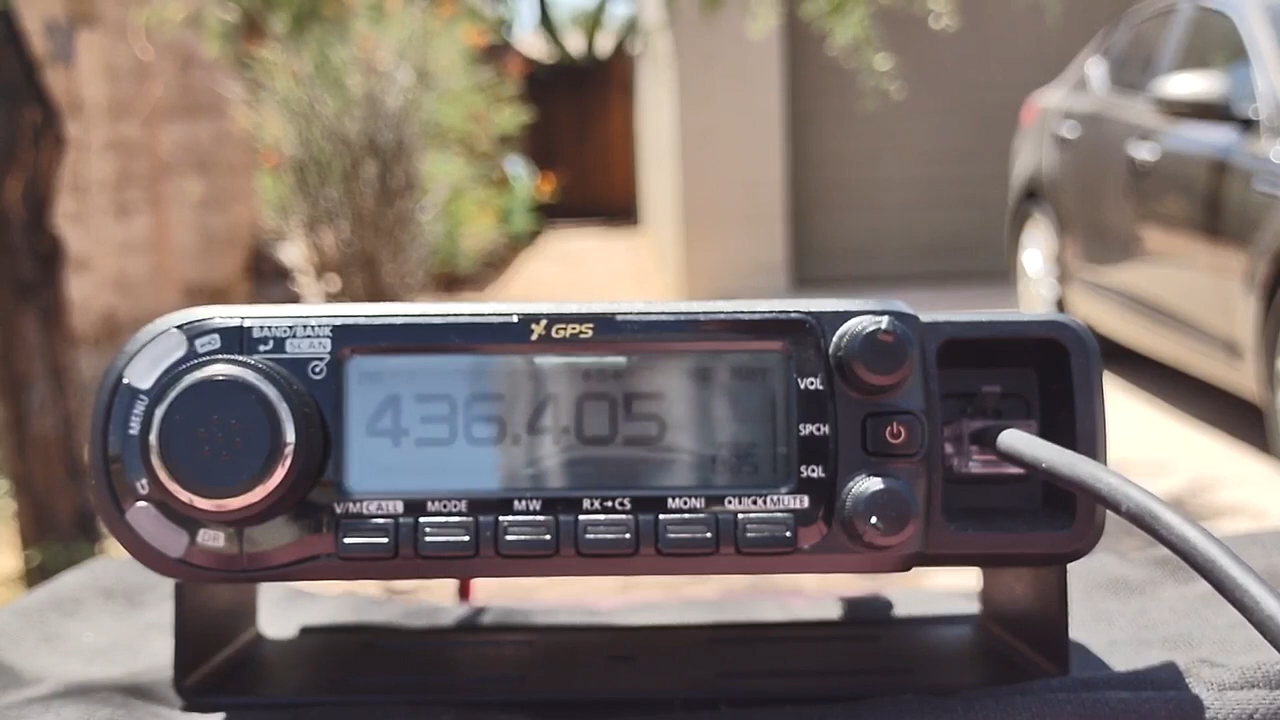 BAND/BANK
SCAN
GPS
MENU
436.405
VOL
SPCH
SQL
DR
V/M CALL MODE MW RX→CS MONI QUICK MUTE